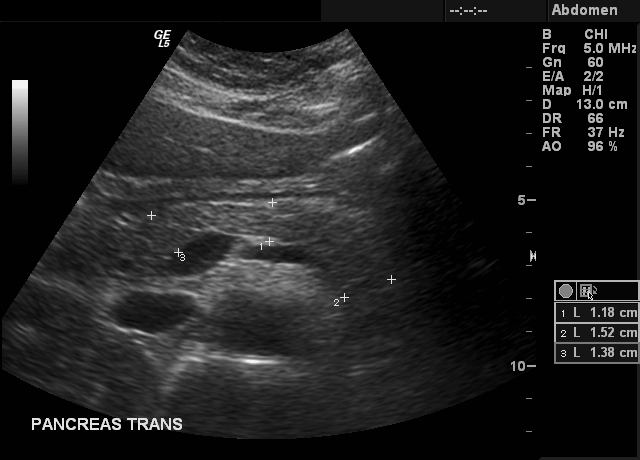 --:--:--
Abdomen
GE
L5
B CHI
Frq 5.0 MHz
Gn 60
E/A 2/2
Map H/1
D 13.0 cm
DR 66
FR 37 Hz
AO 96 %
5
1
3
2
10
1 L 1.18 cm
2 L 1.52 cm
3 L 1.38 cm
PANCREAS TRANS